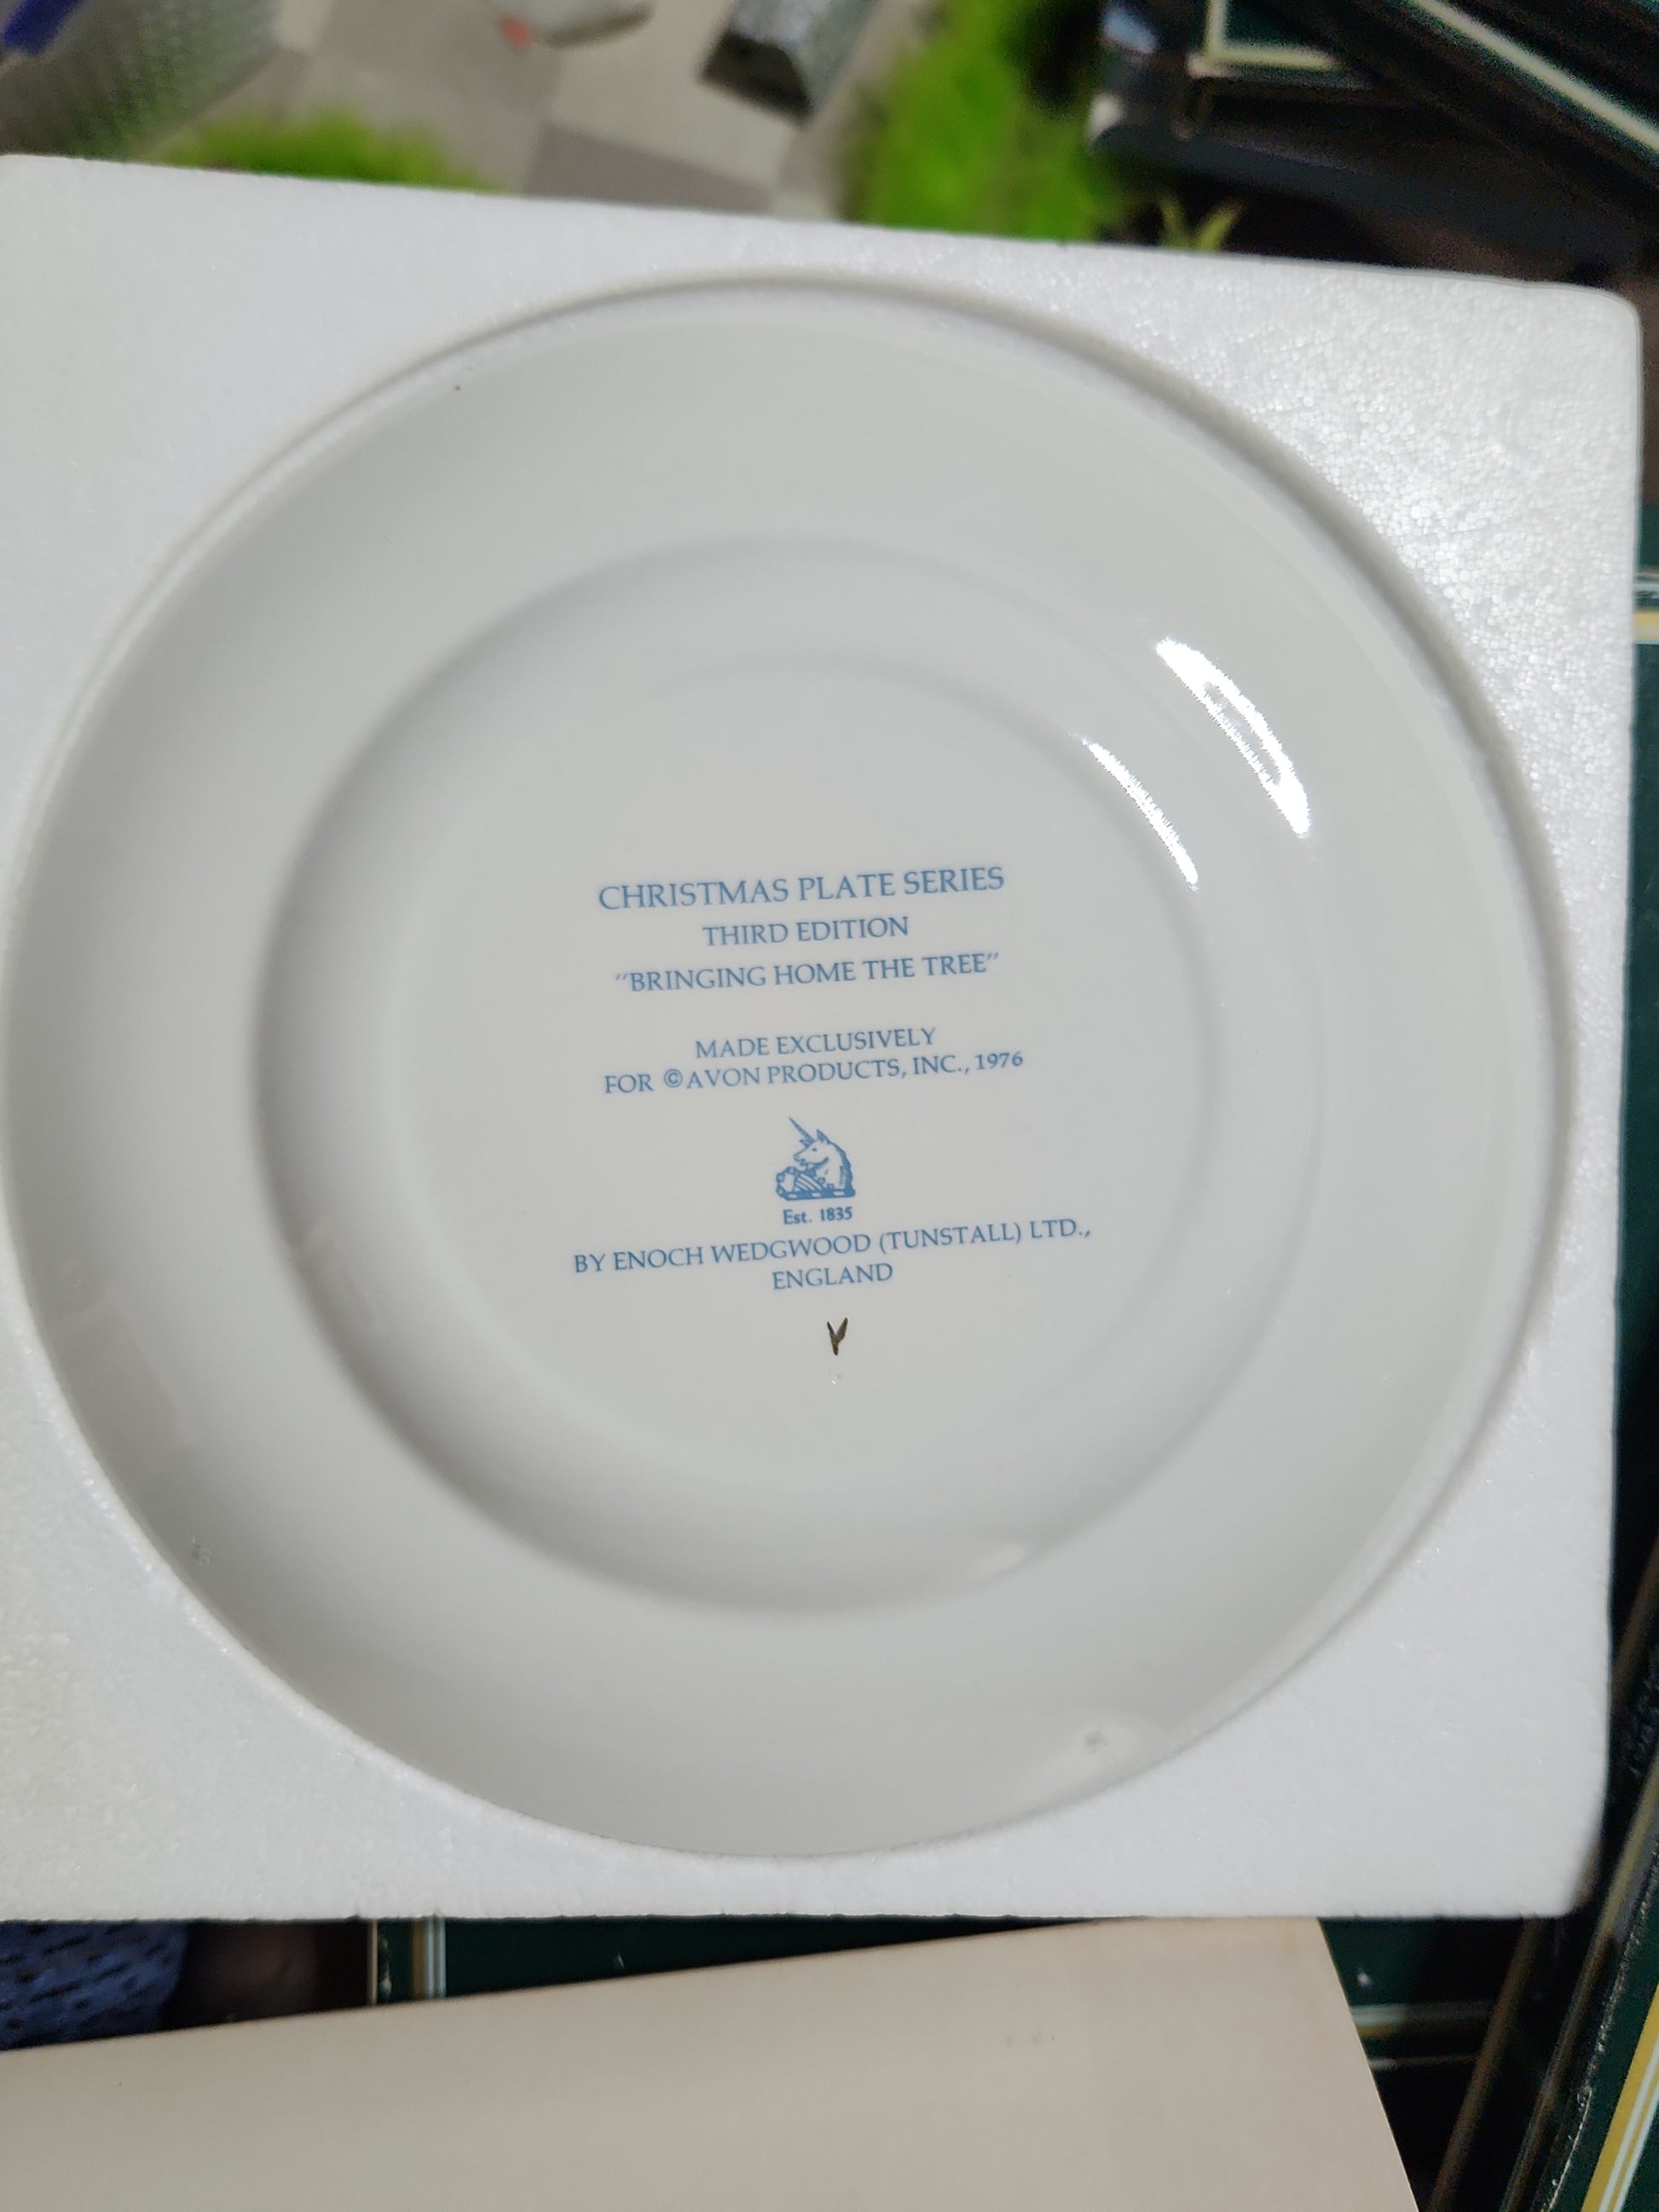 CHRISTMAS PLATE SERIES
THIRD EDITION
"BRINGING HOME THE TREE"
MADE EXCLUSIVELY
FOR ©AVON PRODUCTS, INC., 1976
Est. 1835
BY ENOCH WEDGWOOD (TUNSTALL) LTD.,
ENGLAND